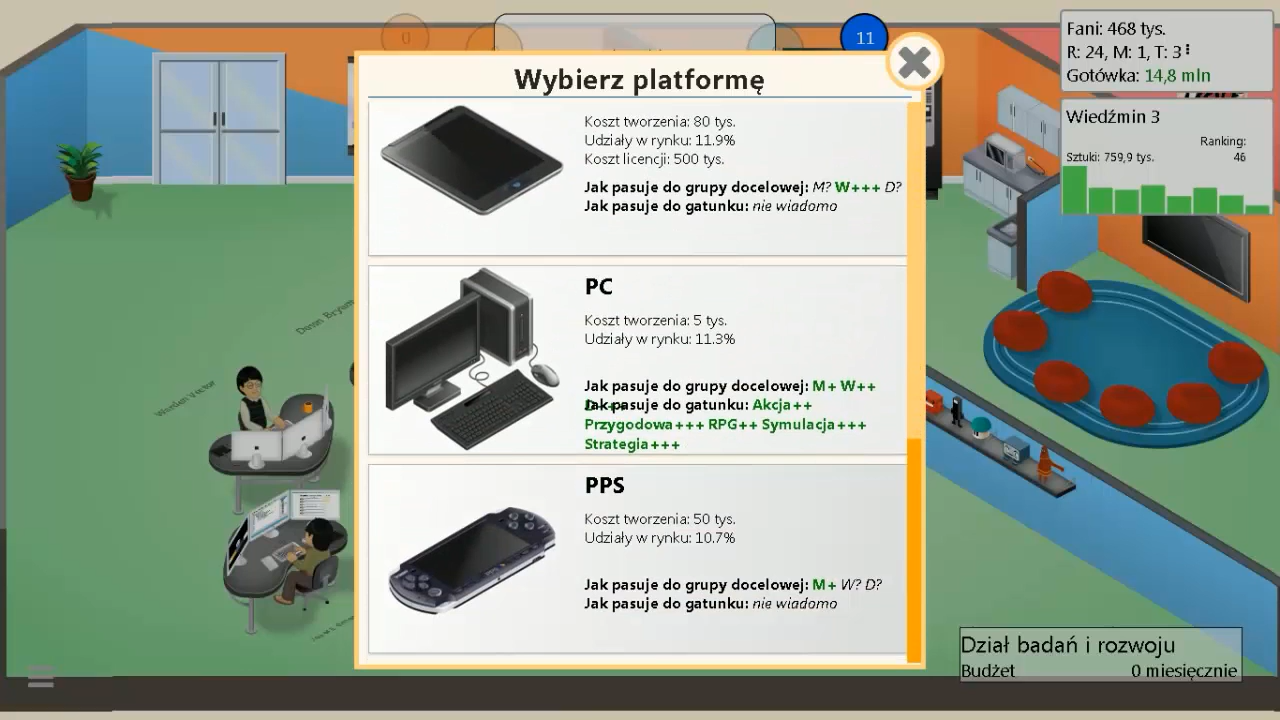 11
Wybierz platformę
Koszt tworzenia: 80 tys.
Udziały w rynku: 11.9%
Koszt licencji: 500 tys.
Jak pasuje do grupy docelowej: M? W+++ D?
Jak pasuje do gatunku: nie wiadomo
PC
Koszt tworzenia: 5 tys.
Udziały w rynku: 11.3%
Jak pasuje do grupy docelowej: M+ W++
Jak pasuje do gatunku: Akcja++
Przygodowa+++ RPG++ Symulacja+++
Strategia+++
PPS
Koszt tworzenia: 50 tys.
Udziały w rynku: 10.7%
Jak pasuje do grupy docelowej: M+ W? D?
Jak pasuje do gatunku: nie wiadomo
Fani: 468 tys.
R: 24, M: 1, T: 3
Gotówka: 14,8 mln
Wiedźmin 3
Ranking:
Sztuki: 759,9 tys. 46
Dział badań i rozwoju
Budżet 0 miesięcznie